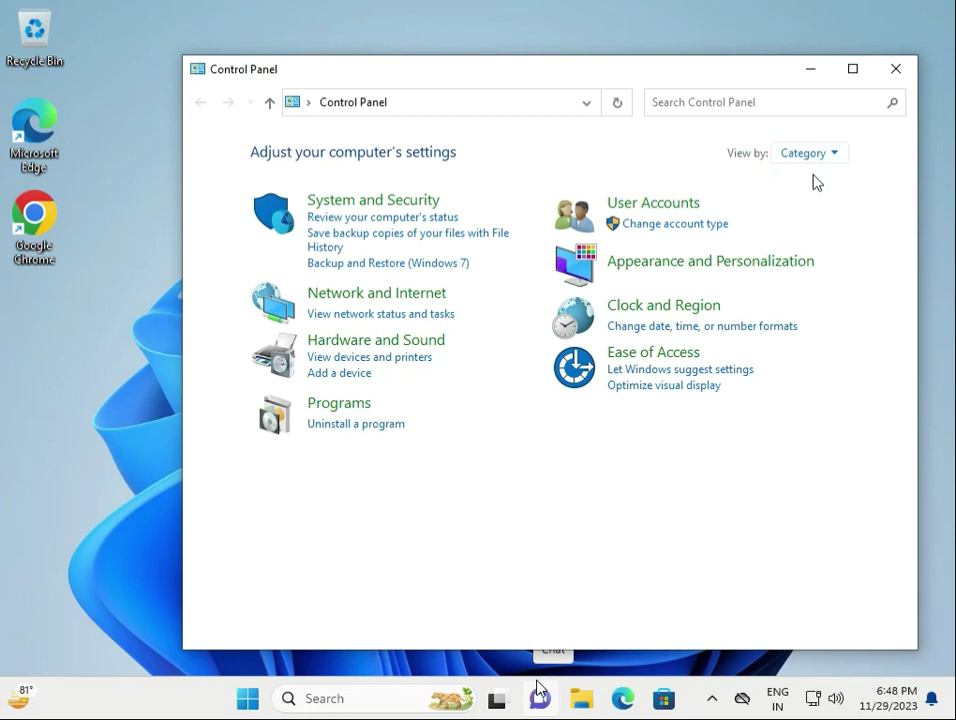 Recycle Bin
Microsoft
Edge
Google
Chrome
Control Panel
Control Panel
Search Control Panel
Adjust your computer's settings
View by:
Category
System and Security
Review your computer's status
Save backup copies of your files with File
History
Backup and Restore (Windows 7)
Network and Internet
View network status and tasks
Hardware and Sound
View devices and printers
Add a device
Programs
Uninstall a program
User Accounts
Change account type
Appearance and Personalization
Clock and Region
Change date, time, or number formats
Ease of Access
Let Windows suggest settings
Optimize visual display
Chat
81°
Search
ENG
IN
6:48 PM
11/29/2023